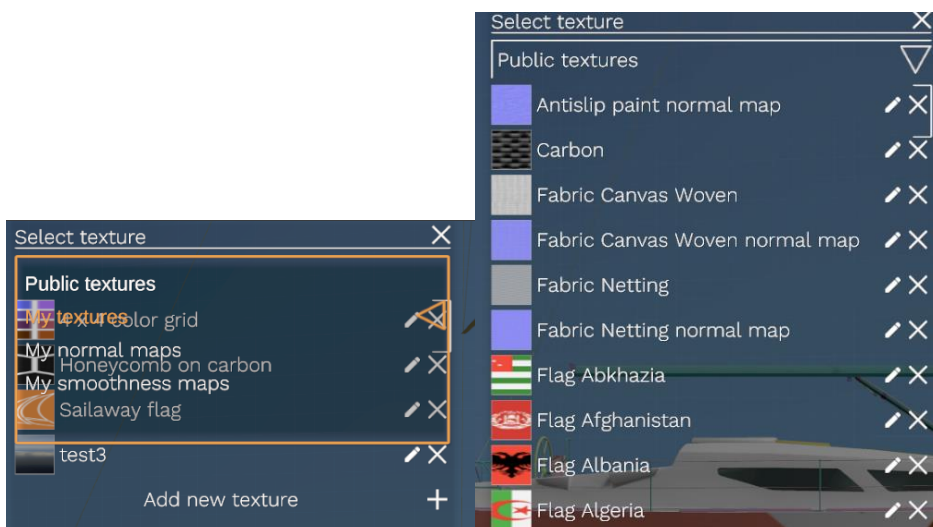 Select texture
Public textures
My textures
4 x 4 color grid
My normal maps
Honeycomb on carbon
My smoothness maps
Sailaway flag
test3
Add new texture
Select texture
Public textures
Antislip paint normal map
Carbon
Fabric Canvas Woven
Fabric Canvas Woven normal map
Fabric Netting
Fabric Netting normal map
Flag Abkhazia
Flag Afghanistan
Flag Albania
Flag Algeria